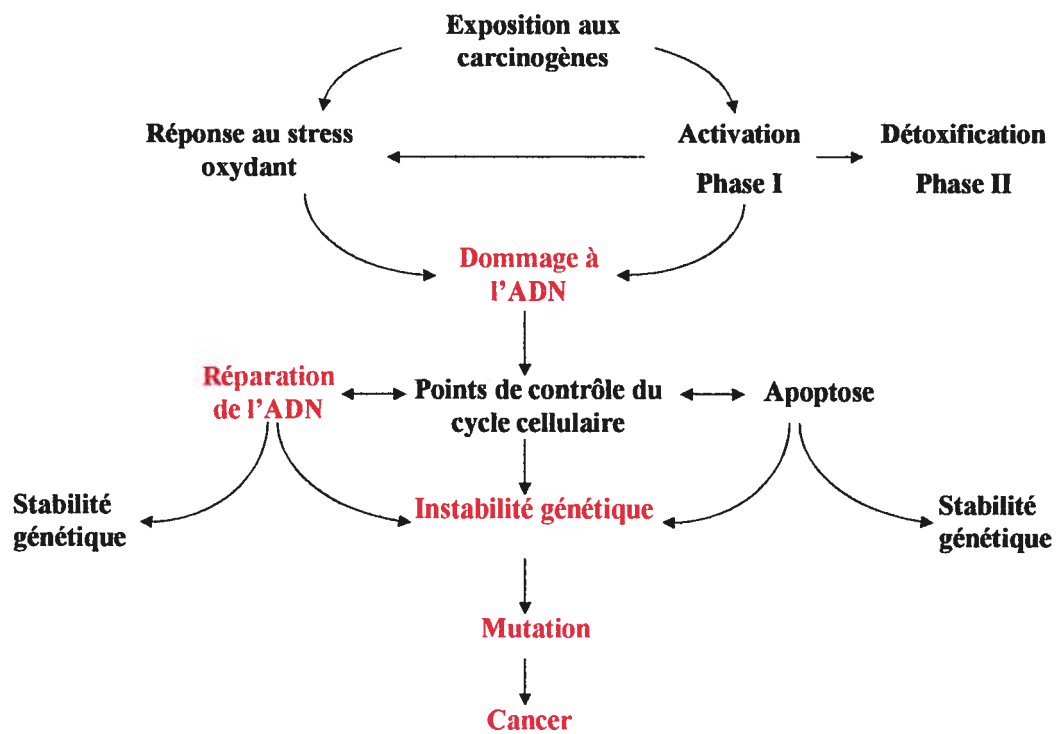 Exposition aux
carcinogènes
Réponse au stress
oxydant
Activation
Phase I
Détoxification
Phase II
Dommage à
l'ADN
Réparation
de l'ADN
Points de contrôle du
cycle cellulaire
Apoptose
Stabilité
génétique
Instabilité génétique
Stabilité
génétique
Mutation
Cancer